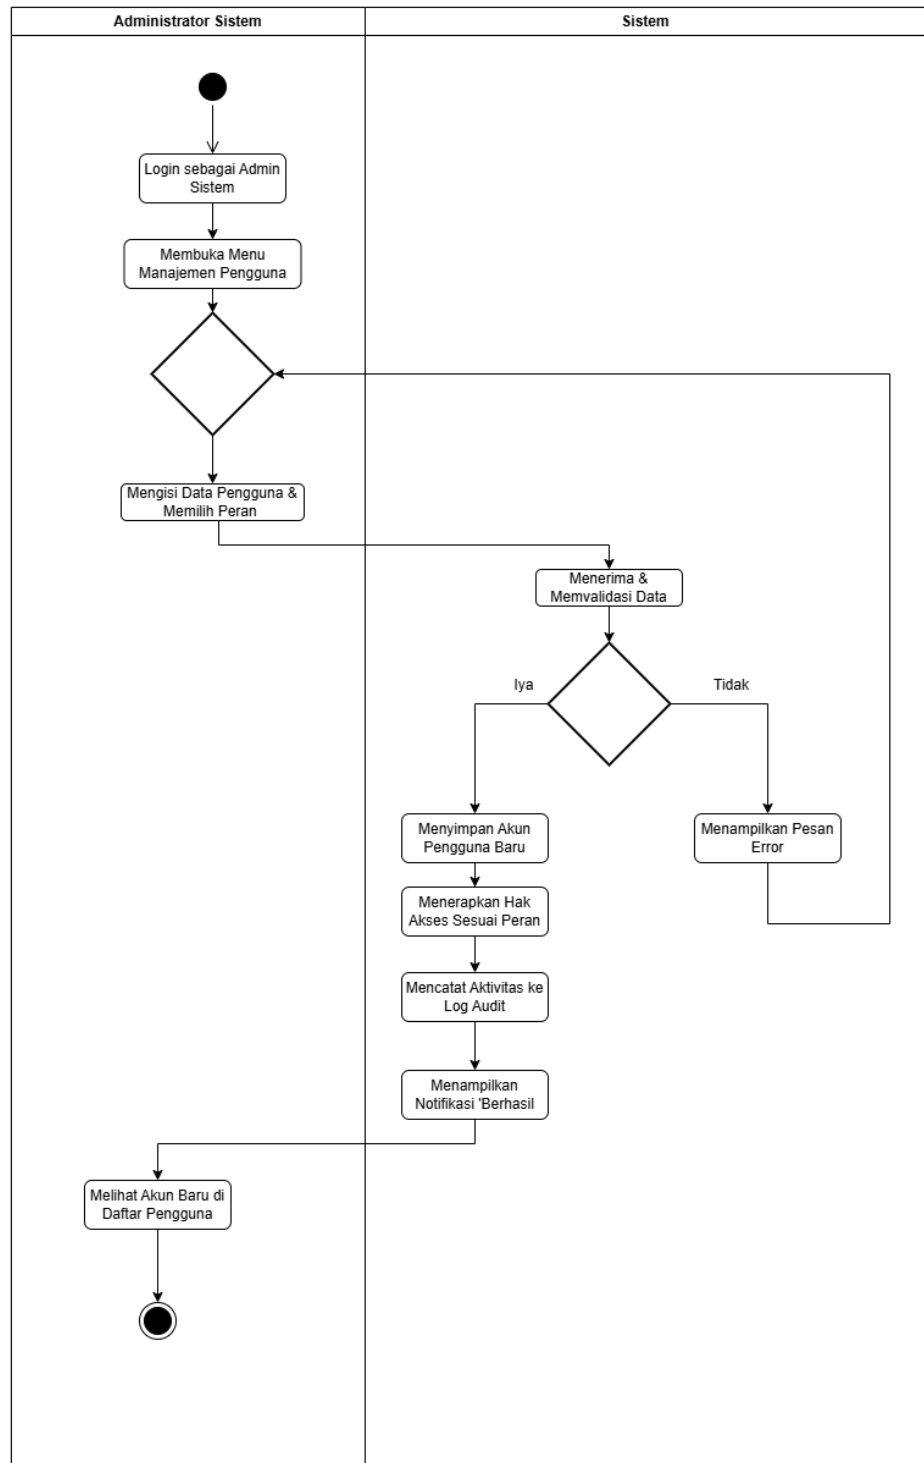 Administrator Sistem
Sistem
Login sebagai Admin
Sistem
Membuka Menu
Manajemen Pengguna
Mengisi Data Pengguna &
Memilih Peran
Menerima &
Memvalidasi Data
Iya
Tidak
Menyimpan Akun
Pengguna Baru
Menampilkan Pesan
Error
Menerapkan Hak
Akses Sesuai Peran
Mencatat Aktivitas ke
Log Audit
Menampilkan
Notifikasi 'Berhasil
Melihat Akun Baru di
Daftar Pengguna